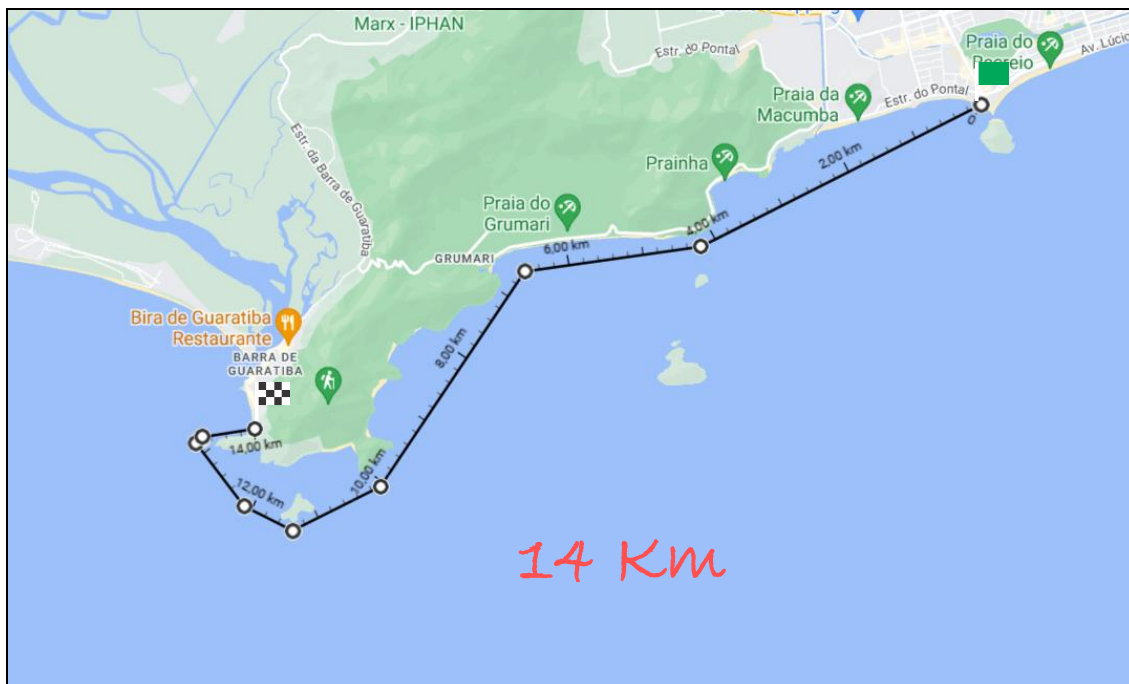 Marx - IPHAN
Estr. do Pontal
Praia do
Recreio
Av. Lúcio
Praia da
Macumba
Estr. do Pontal
0
2,00 km
Estr. da Barra de Guaratiba
Prainha
Praia do
Grumari
4,00 km
6,00 km
GRUMARI
Bira de Guaratiba
Restaurante
8,00 km
BARRA DE
GUARATIBA
14,00 km
10,00 km
12,00 km
14 Km